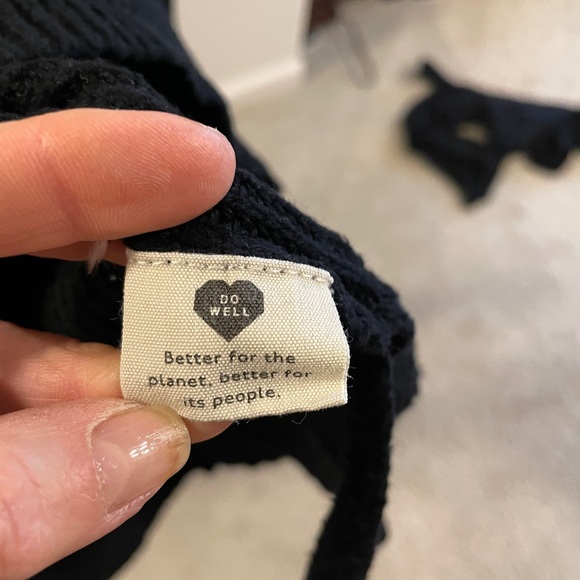 DO
WELL
Better for the
planet, better for
its people.